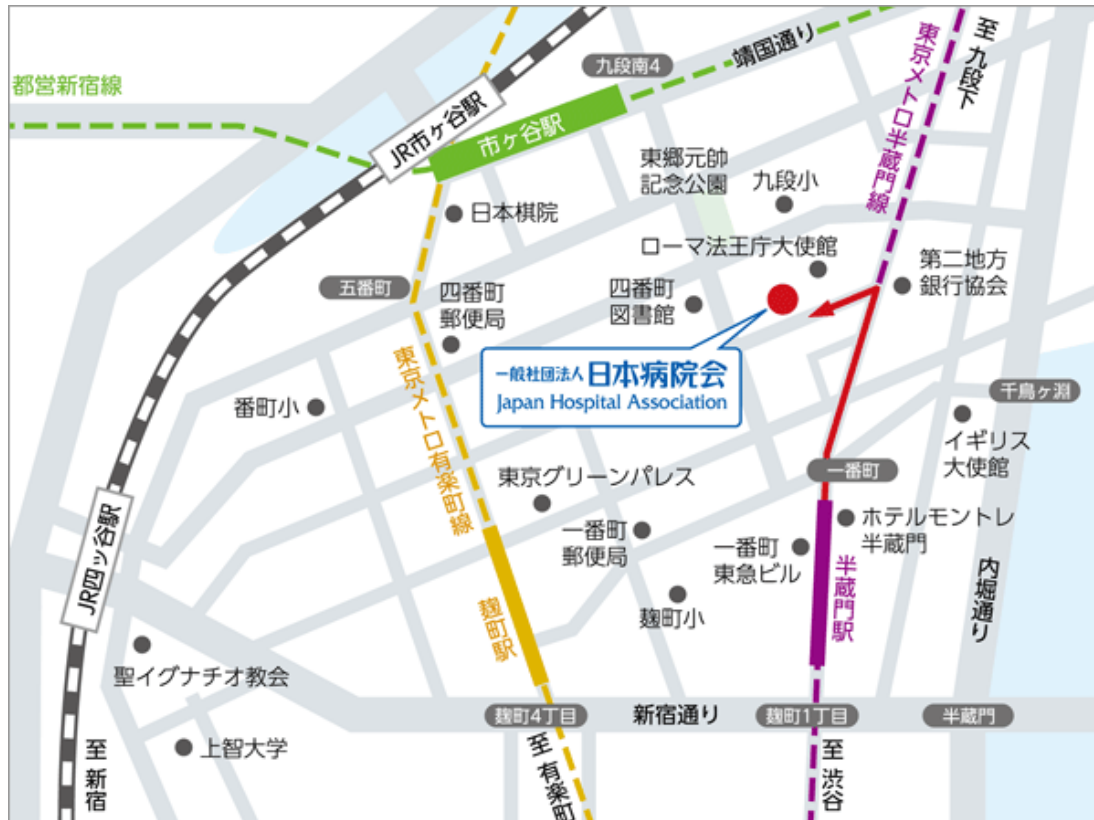 都営新宿線
JR市ヶ谷駅
市ヶ谷駅
九段南4
靖国通り
東京メトロ半蔵門線
至 九段下
東郷元帥
記念公園
九段小
日本棋院
ローマ法王庁大使館
第二地方
銀行協会
五番町
四番町
郵便局
四番町
図書館
一般社団法人 日本病院会
Japan Hospital Association
千鳥ヶ淵
番町小
東京メトロ有楽町線
イギリス
大使館
一番町
東京グリーンパレス
一番町
郵便局
一番町
東急ビル
ホテルモントレ
半蔵門
JR四ッ谷駅
麹町駅
麹町小
半蔵門駅
内堀通り
聖イグナチオ教会
麹町4丁目
新宿通り
麹町1丁目
半蔵門
上智大学
至 新宿
至 有楽町
至 渋谷